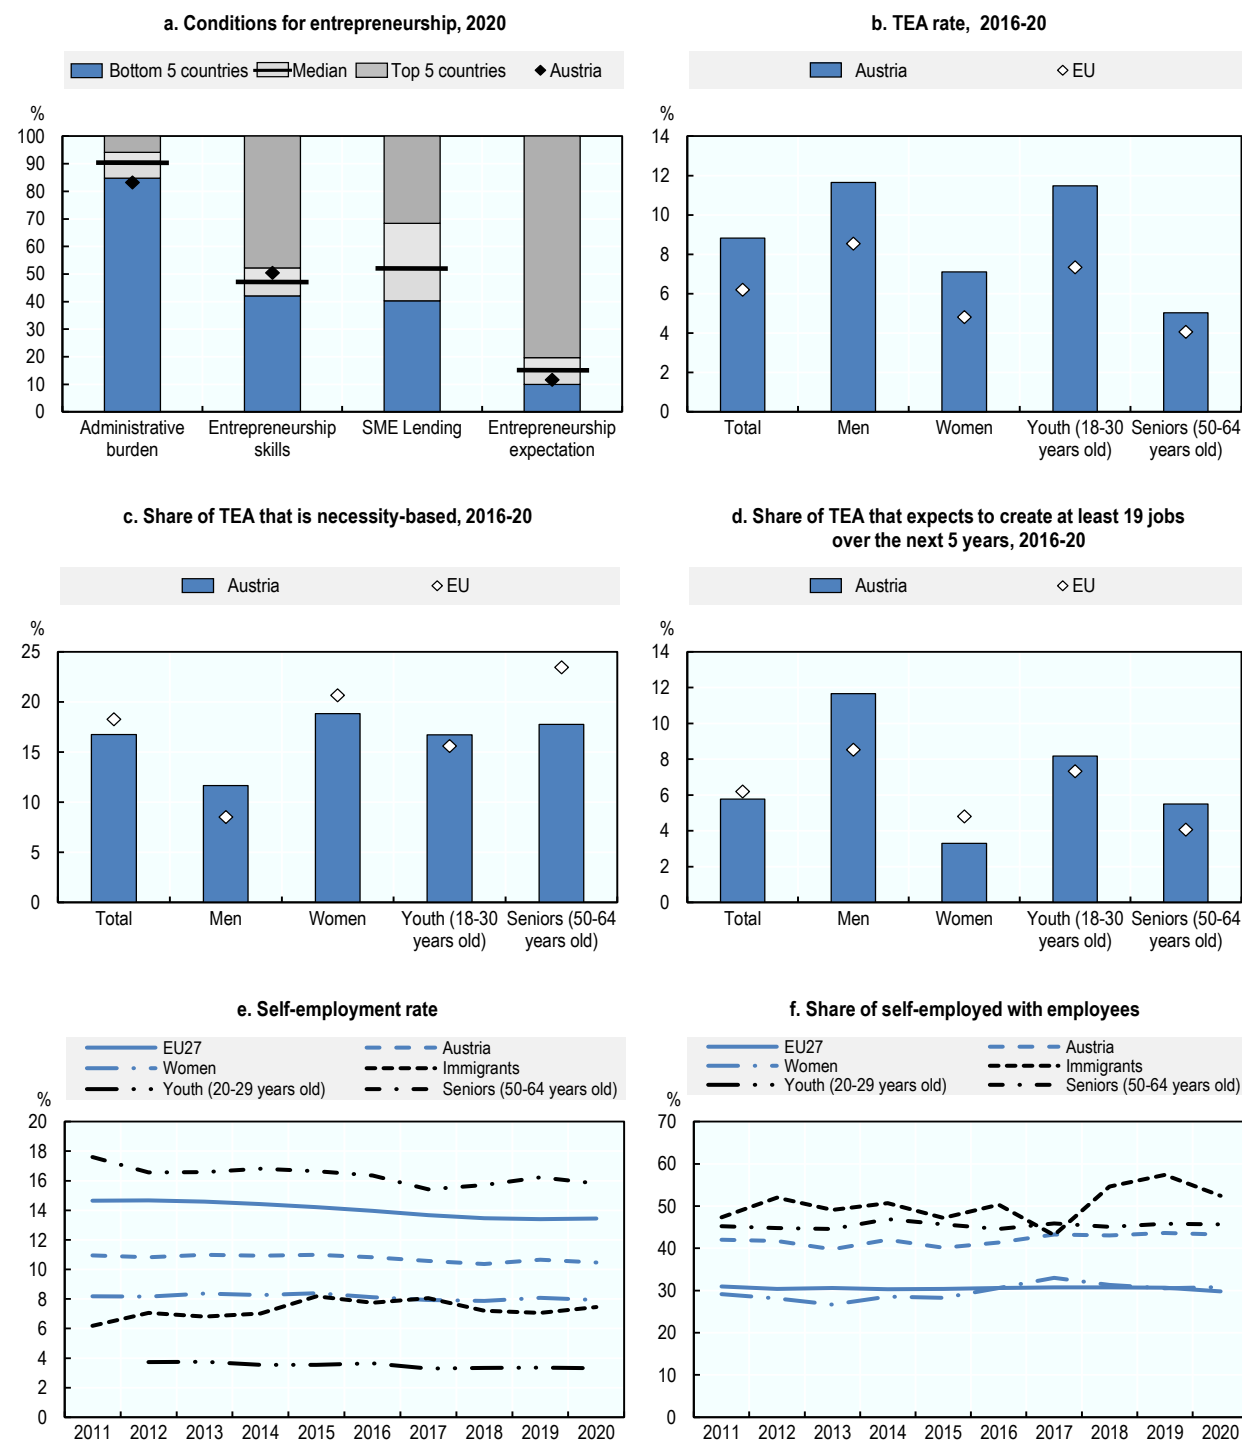 a. Conditions for entrepreneurship, 2020
Bottom 5 countries
Median
Top 5 countries
Austria
%
100
90
80
70
60
50
40
30
20
10
0
Administrative burden
Entrepreneurship skills
SME Lending
Entrepreneurship expectation
b. TEA rate, 2016-20
Austria
EU
%
14
12
10
8
6
4
2
0
Total
Men
Women
Youth (18-30 years old)
Seniors (50-64 years old)
c. Share of TEA that is necessity-based, 2016-20
Austria
EU
%
25
20
15
10
5
0
Total
Men
Women
Youth (18-30 years old)
Seniors (50-64 years old)
d. Share of TEA that expects to create at least 19 jobs
over the next 5 years, 2016-20
Austria
EU
%
14
12
10
8
6
4
2
0
Total
Men
Women
Youth (18-30 years old)
Seniors (50-64 years old)
e. Self-employment rate
EU27
Austria
Women
Immigrants
Youth (20-29 years old)
Seniors (50-64 years old)
%
20
18
16
14
12
10
8
6
4
2
0
2011 2012 2013 2014 2015 2016 2017 2018 2019 2020
f. Share of self-employed with employees
EU27
Austria
Women
Immigrants
Youth (20-29 years old)
Seniors (50-64 years old)
%
70
60
50
40
30
20
10
0
2011 2012 2013 2014 2015 2016 2017 2018 2019 2020